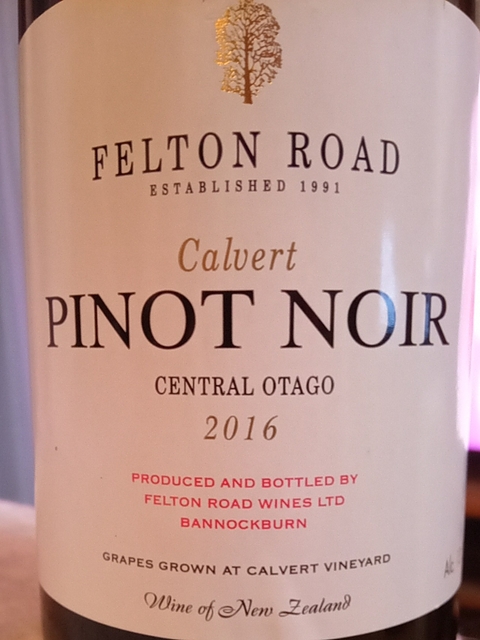 FELTON ROAD
ESTABLISHED 1991
Calvert
PINOT NOIR
CENTRAL OTAGO
2016
PRODUCED AND BOTTLED BY
FELTON ROAD WINES LTD
BANNOCKBURN
GRAPES GROWN AT CALVERT VINEYARD
Wine of New Zealand